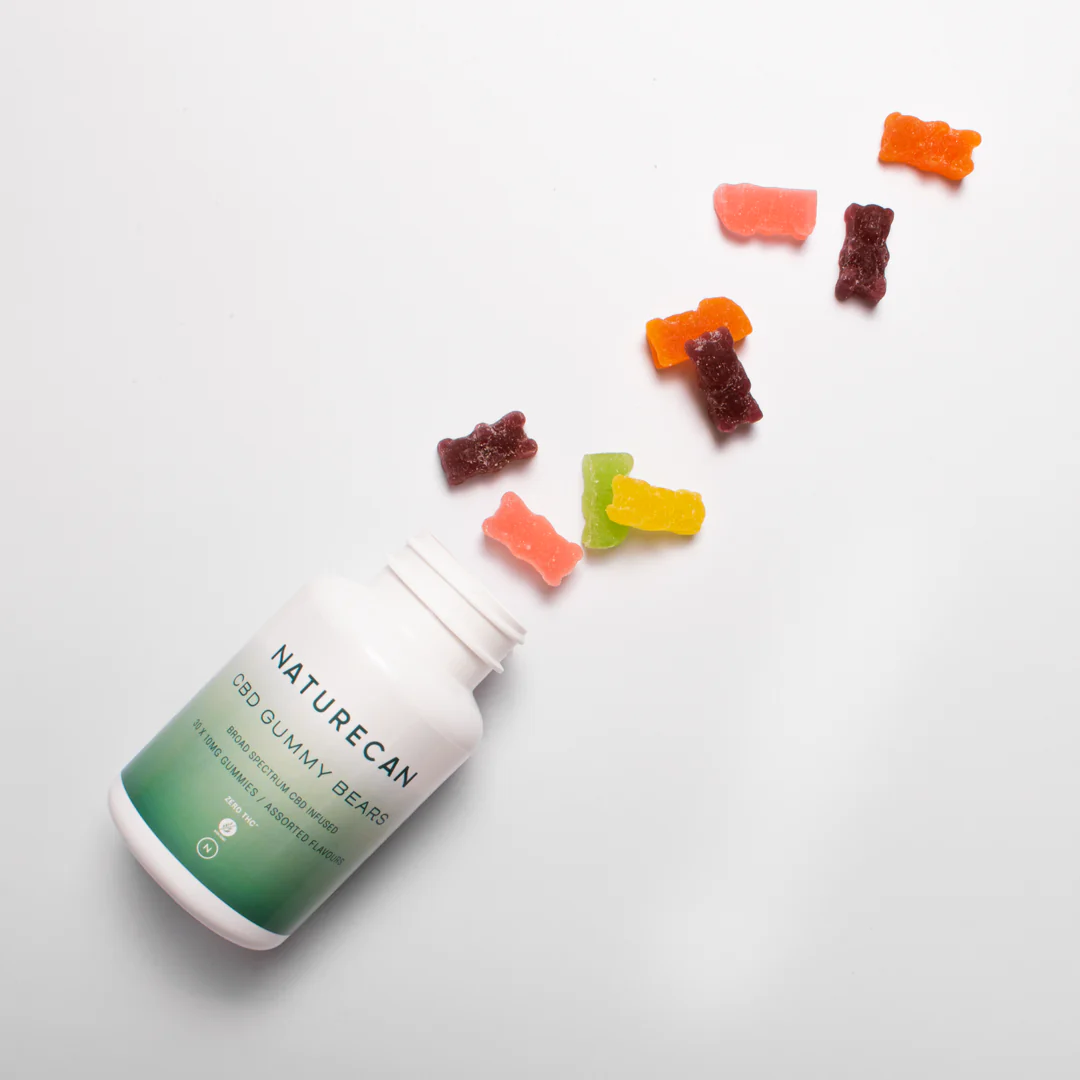 NATURECAN
CBD GUMMY BEARS
BROAD SPECTRUM CBD INFUSED
30 X 10MG GUMMIES / ASSORTED FLAVOURS
ZERO THC*
N